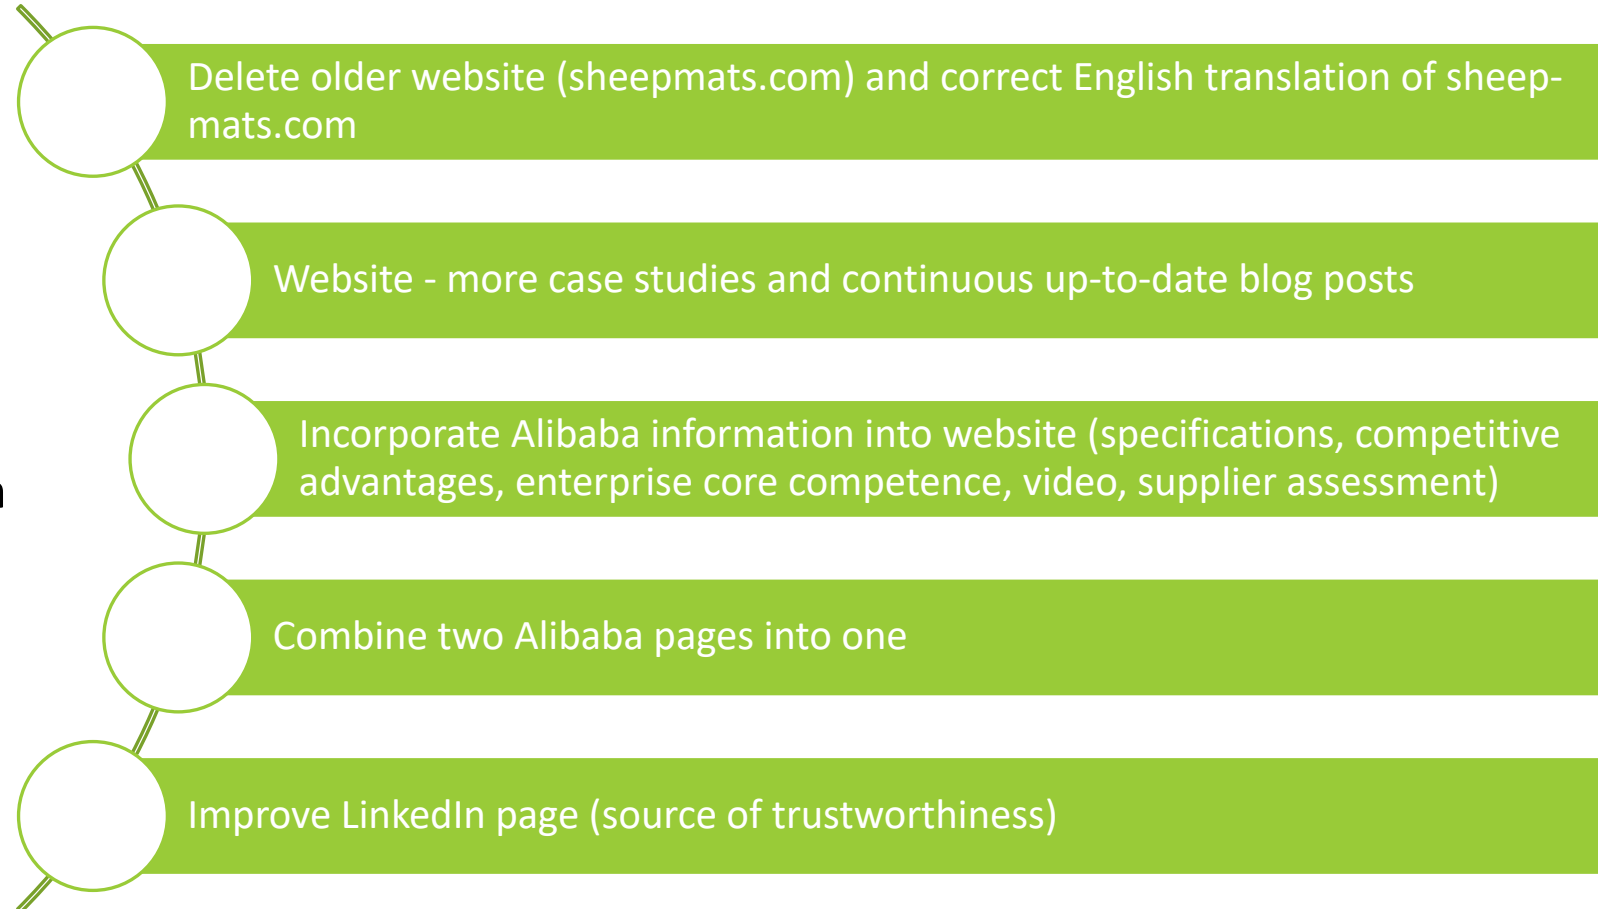 Delete older website (sheepmats.com) and correct English translation of sheep-
mats.com
Website - more case studies and continuous up-to-date blog posts
Incorporate Alibaba information into website (specifications, competitive
advantages, enterprise core competence, video, supplier assessment)
Combine two Alibaba pages into one
Improve LinkedIn page (source of trustworthiness)